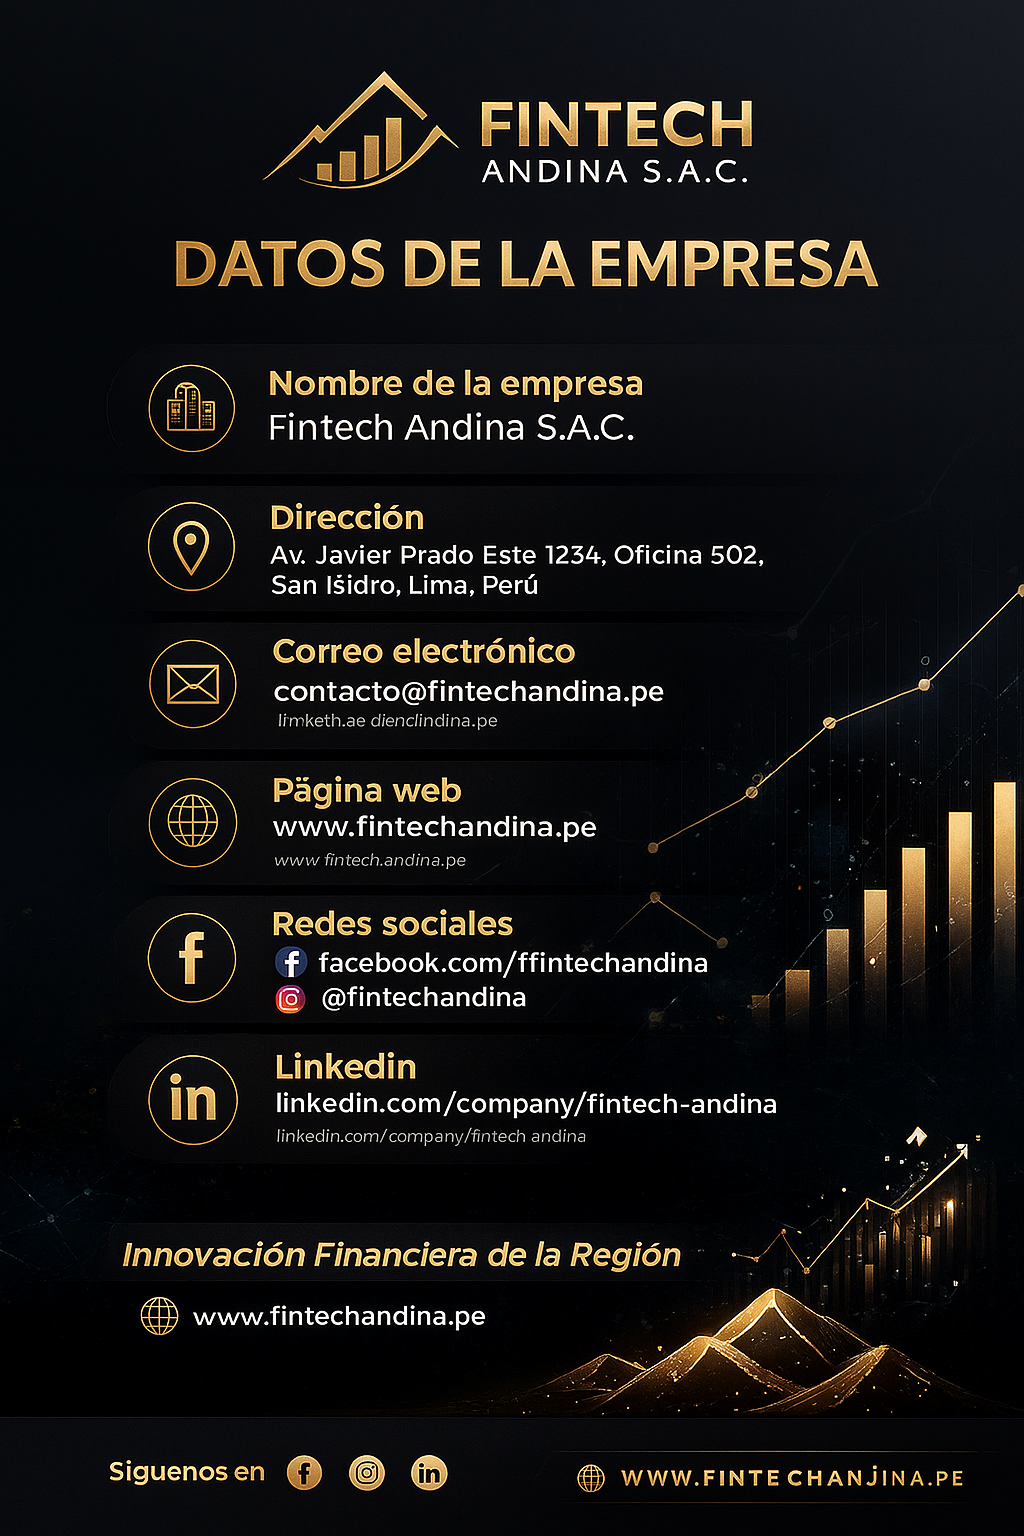 FINTECH
ANDINA S.A.C.
DATOS DE LA EMPRESA
Nombre de la empresa
Fintech Andina S.A.C.
Dirección
Av. Javier Prado Este 1234, Oficina 502,
San Išidro, Lima, Perú
Correo electrónico
contacto@fintechandina.pe
limketh.ae dienclindina.pe
Pägina web
www.fintechandina.pe
www fintech.andina.pe
Redes sociales
facebook.com/ffintechandina
@fintechandina
Linkedin
linkedin.com/company/fintech-andina
linkedin.com/company/fintech andina
Innovación Financiera de la Región
www.fintechandina.pe
Siguenos en
WWW.FINTECHANJINA.PE